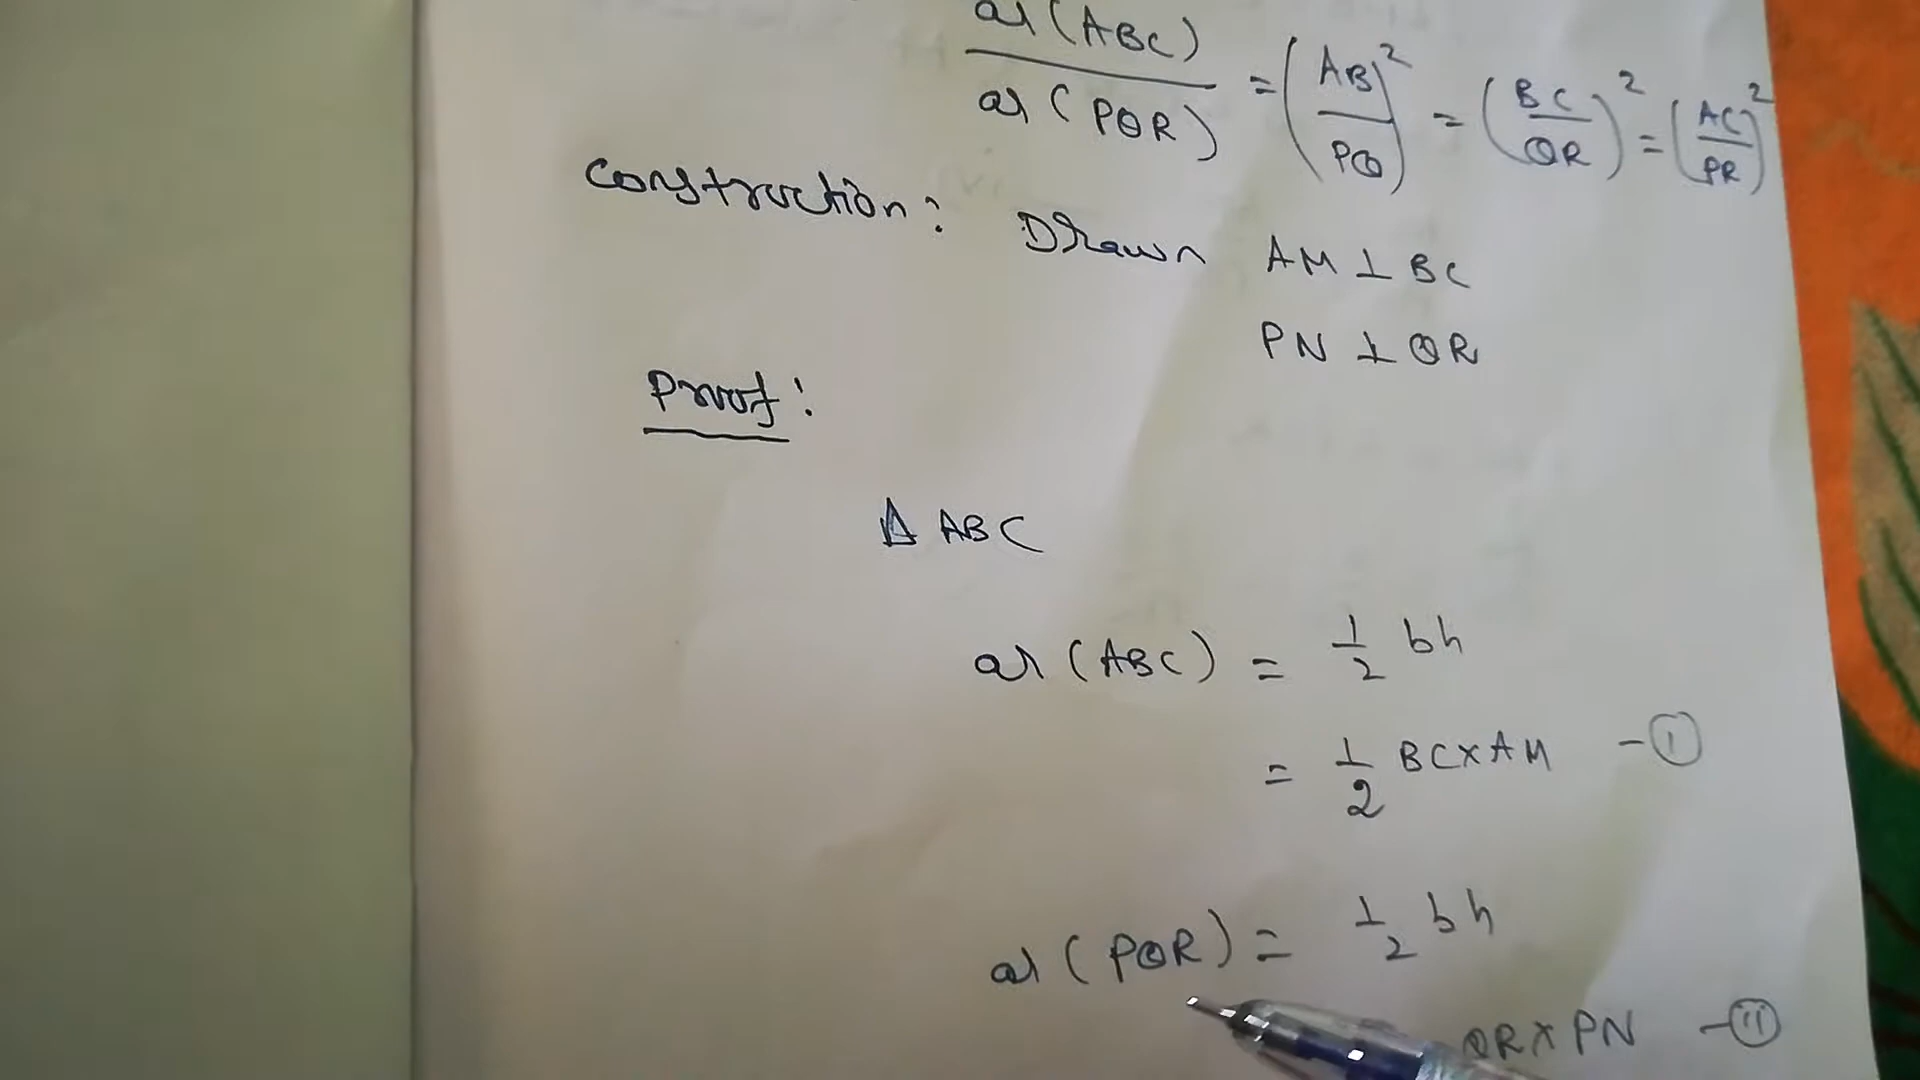 ar(ABC)/ar(PQR) = (AB/PQ)² = (BC/QR)² = (AC/PR)²
Construction: Drawn AM ⊥ BC
PN ⊥ QR
Proof:
Δ ABC
ar(ABC) = 1/2 bh
= 1/2 BC×AM –(i)
ar(PQR) = 1/2 bh
QR×PN –(ii)